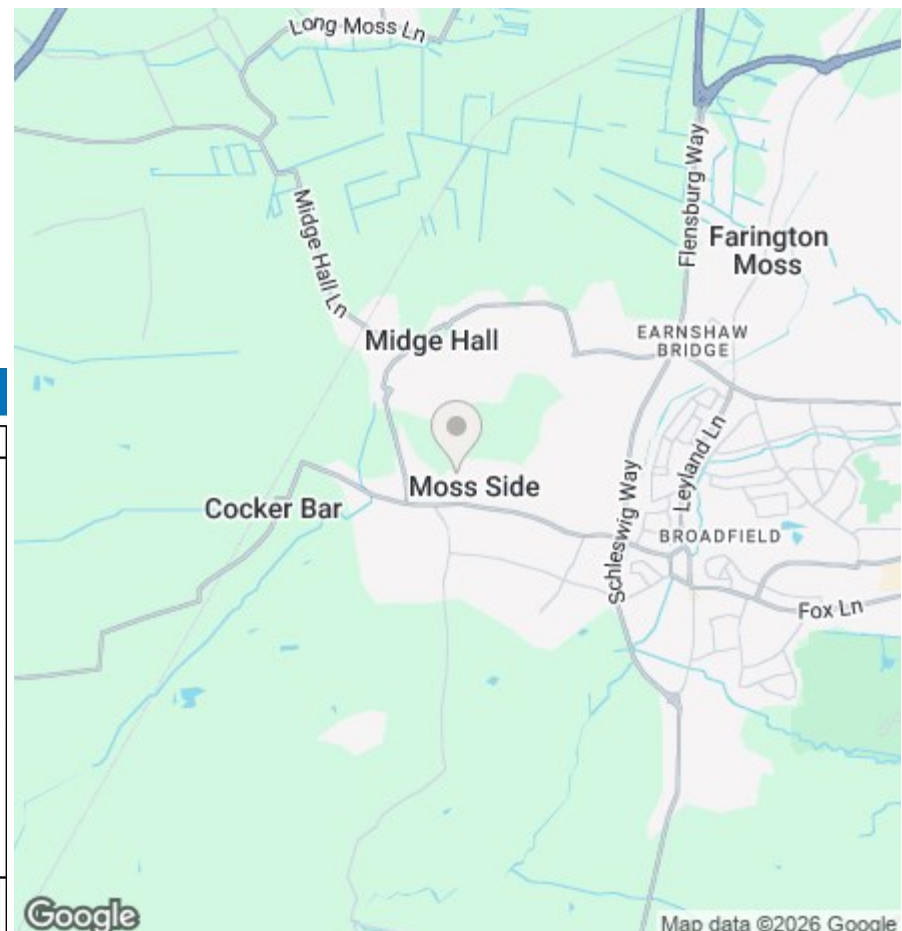 Long Moss Ln
Midge Hall Ln
Flensburg Way
Farington
Moss
Midge Hall
EARNSHAW
BRIDGE
Leyland Ln
Moss Side
Cocker Bar
Schleswig Way
BROADFIELD
Fox Ln
Google
Map data ©2026 Google